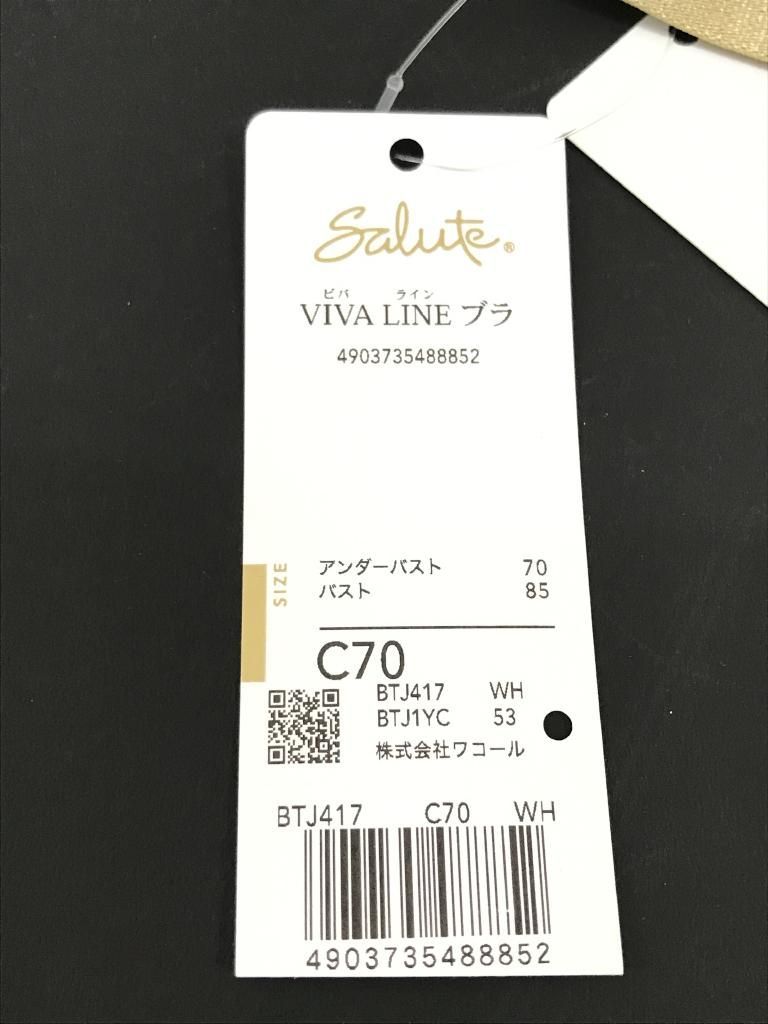 Salute®
ビバ ライン
VIVA LINE ブラ
4903735488852
SIZE
アンダーバスト 70
バスト 85
C70
BTJ417 WH
BTJ1YC 53
株式会社ワコール
BTJ417 C70 WH
4903735488852